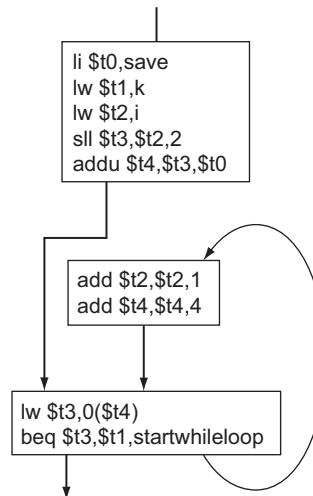 li $t0,save
lw $t1,k
lw $t2,i
sll $t3,$t2,2
addu $t4,$t3,$t0
add $t2,$t2,1
add $t4,$t4,4
lw $t3,0($t4)
beq $t3,$t1,startwhileloop